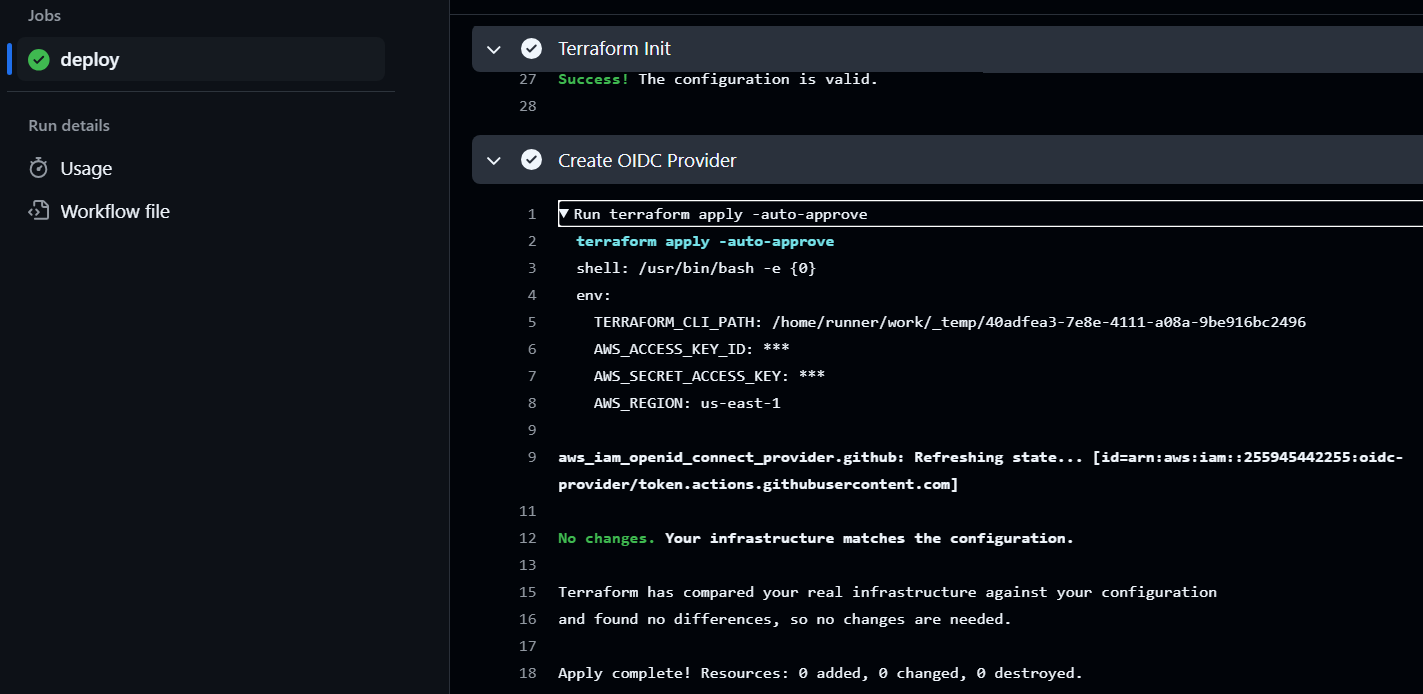 Jobs
deploy
Run details
Usage
Workflow file
Terraform Init
27 Success! The configuration is valid.
28
Create OIDC Provider
1 ▼ Run terraform apply -auto-approve
2 terraform apply -auto-approve
3 shell: /usr/bin/bash -e {0}
4 env:
5 TERRAFORM_CLI_PATH: /home/runner/work/_temp/40adfea3-7e8e-4111-a08a-9be916bc2496
6 AWS_ACCESS_KEY_ID: ***
7 AWS_SECRET_ACCESS_KEY: ***
8 AWS_REGION: us-east-1
9
9 aws_iam_openid_connect_provider.github: Refreshing state... [id=arn:aws:iam::255945442255:oidc-
provider/token.actions.githubusercontent.com]
11
12 No changes. Your infrastructure matches the configuration.
13
15 Terraform has compared your real infrastructure against your configuration
16 and found no differences, so no changes are needed.
17
18 Apply complete! Resources: 0 added, 0 changed, 0 destroyed.